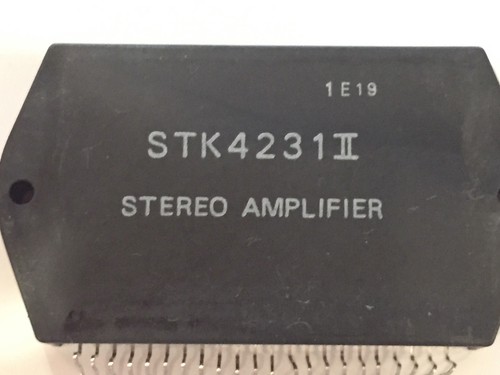 1E19
STK4231II
STEREO AMPLIFIER